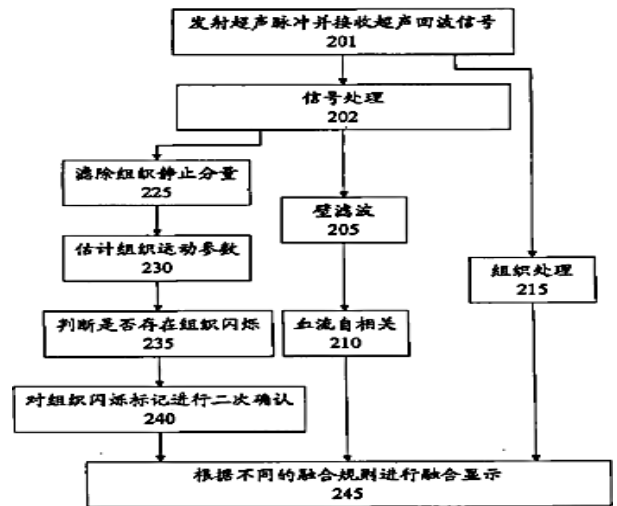 发射超声脉冲并接收超声回波信号
201
信号处理
202
滤除组织静止分量
225
壁滤波
205
估计组织运动参数
230
组织处理
215
判断是否存在组织闪烁
235
血流自相关
210
对组织闪烁标记进行二次确认
240
根据不同的融合规则进行融合显示
245